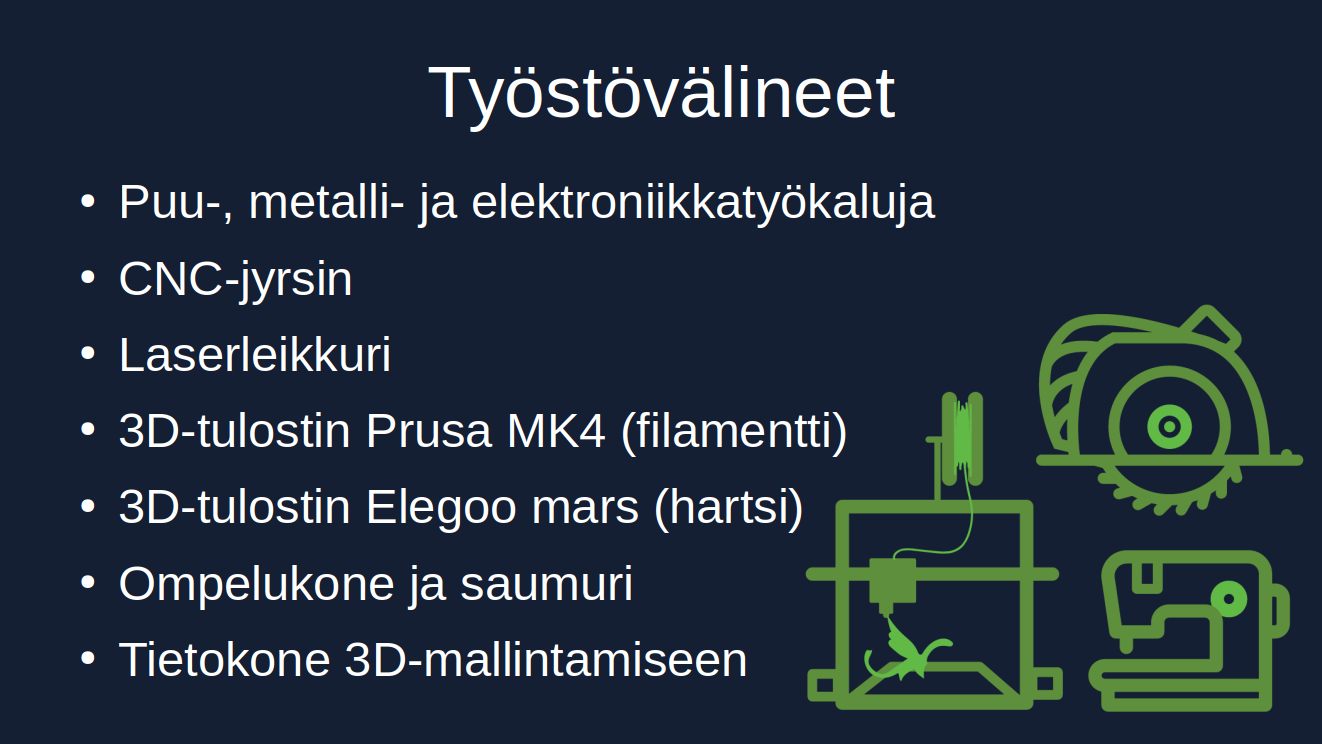 Työstövälineet
• Puu-, metalli- ja elektroniikkatyökaluja
• CNC-jyrsin
• Laserleikkuri
• 3D-tulostin Prusa MK4 (filamentti)
• 3D-tulostin Elegoo mars (hartsi)
• Ompelukone ja saumuri
• Tietokone 3D-mallintamiseen